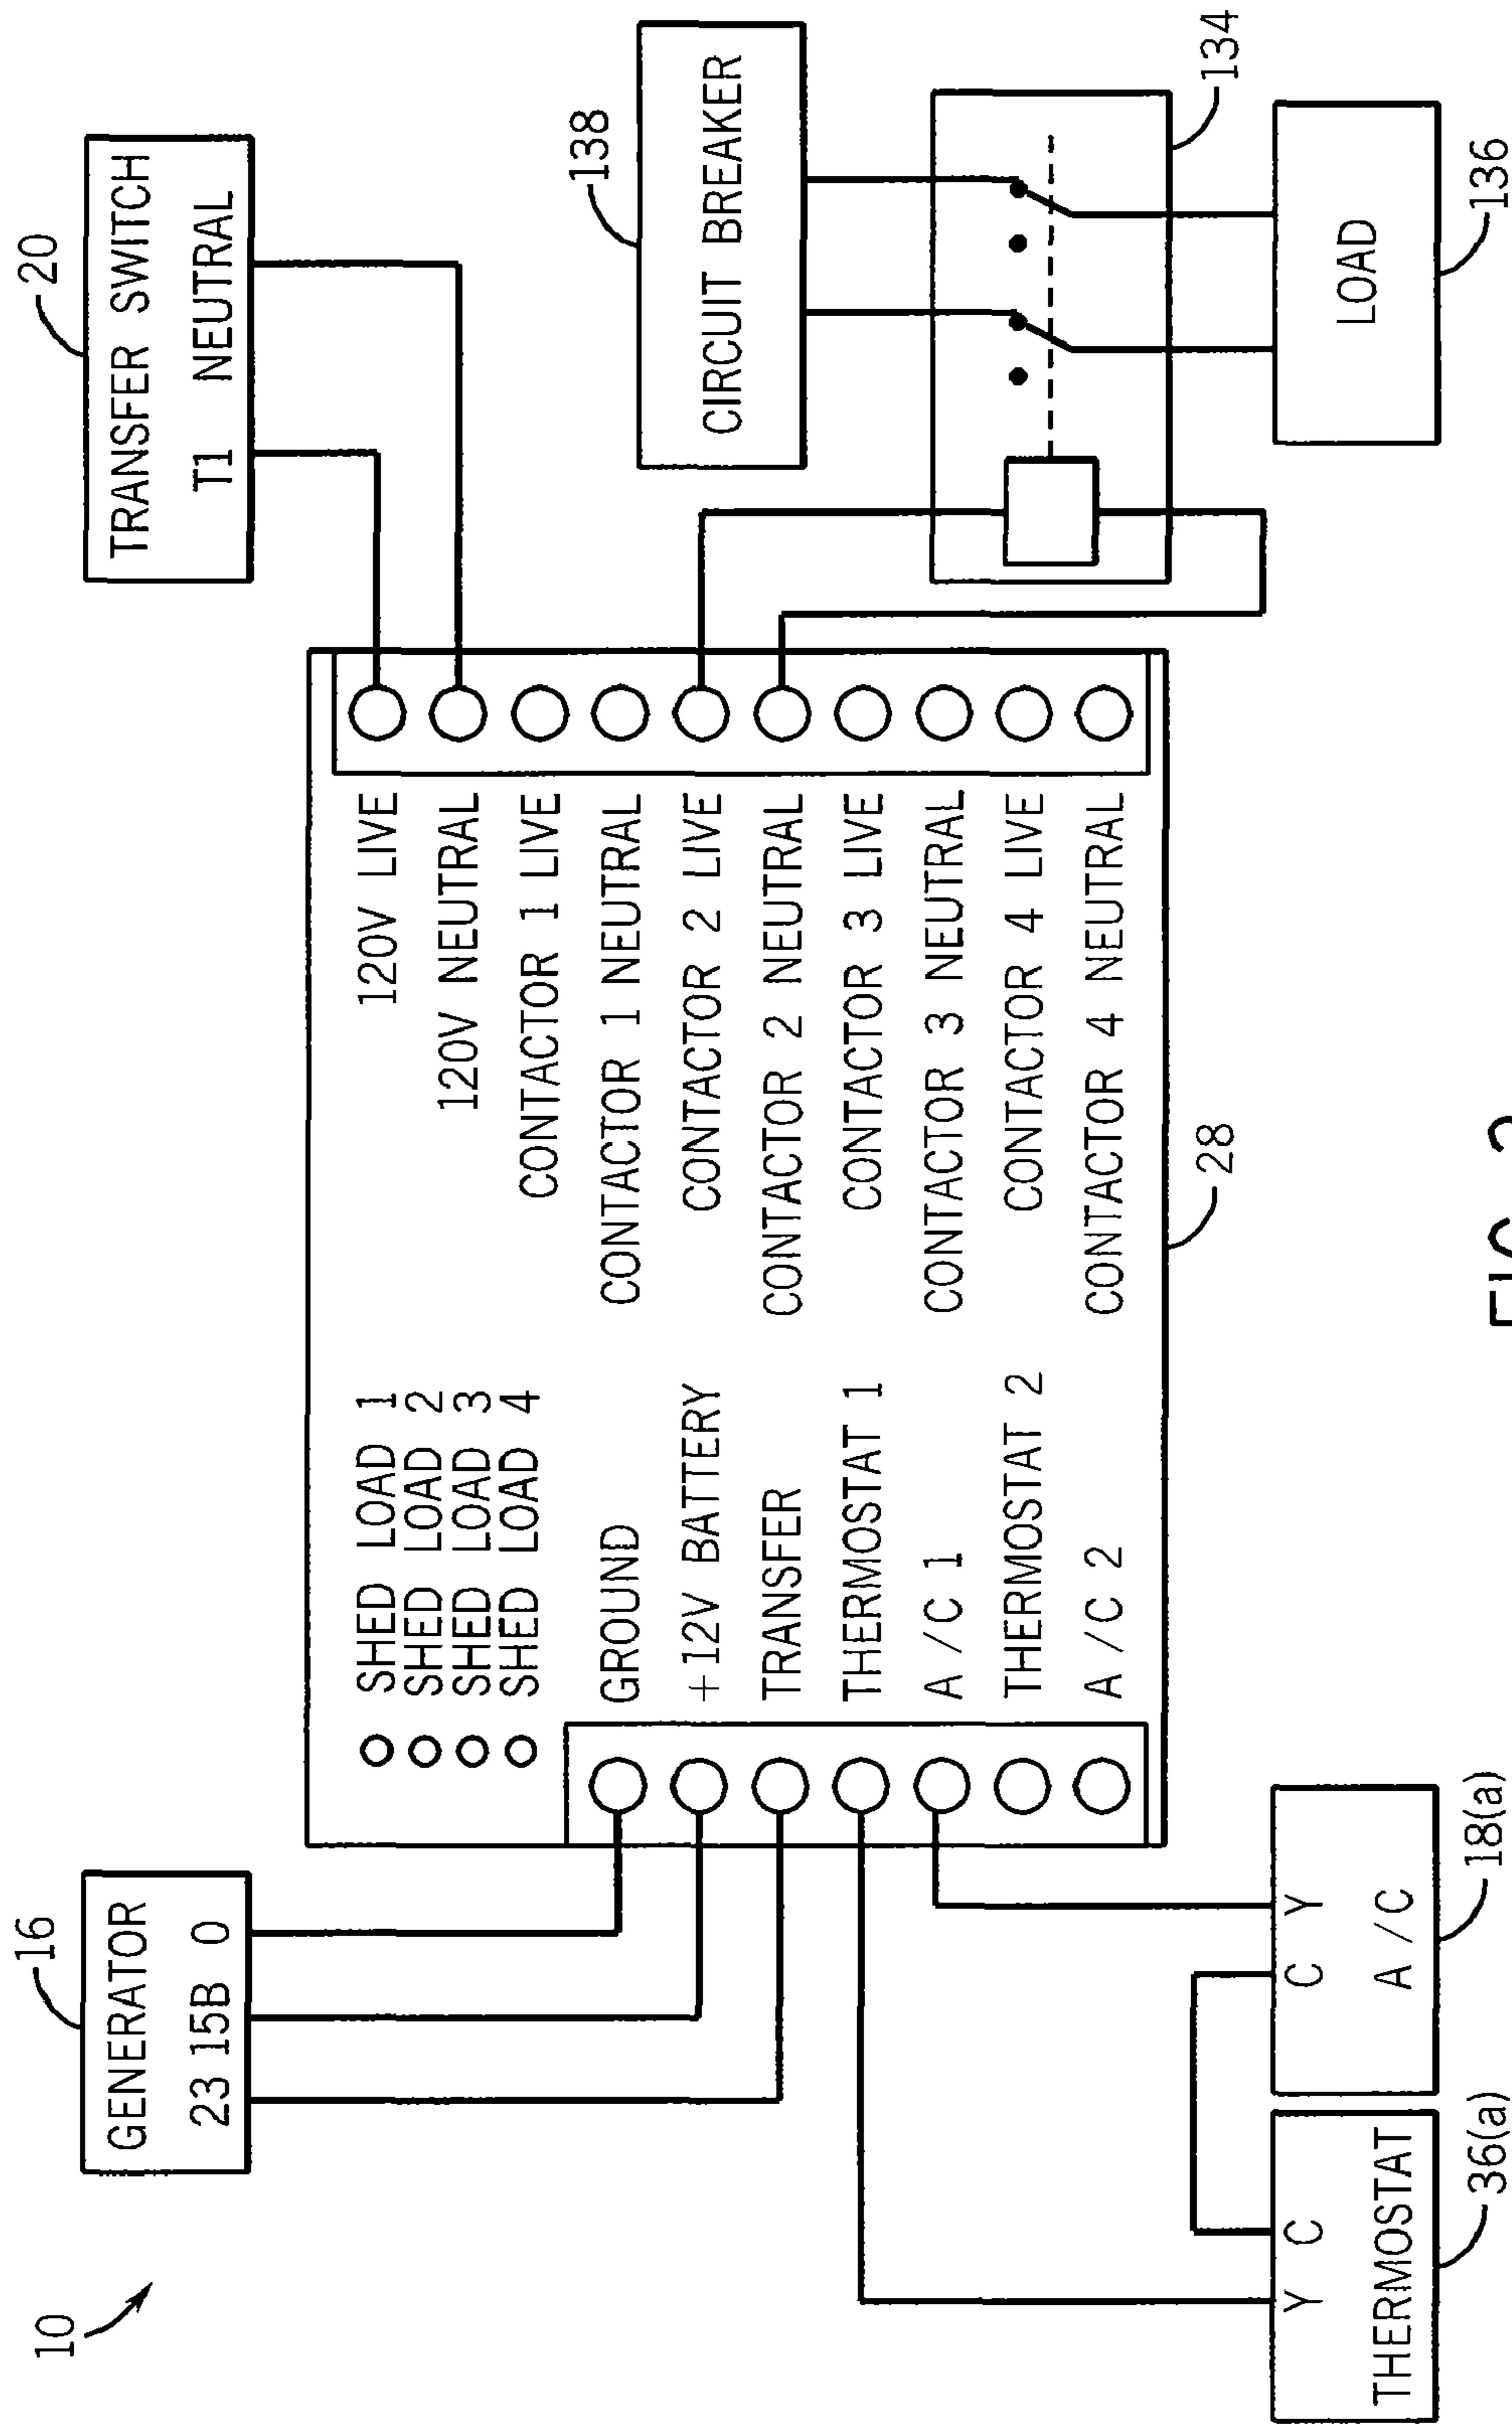 10
16
GENERATOR
23 15B 0
20
TRANSFER SWITCH
T1 NEUTRAL
SHED LOAD 1
SHED LOAD 2
SHED LOAD 3
SHED LOAD 4
GROUND
+12V BATTERY
TRANSFER
THERMOSTAT 1
A/C 1
THERMOSTAT 2
A/C 2
120V LIVE
120V NEUTRAL
CONTACTOR 1 LIVE
CONTACTOR 1 NEUTRAL
CONTACTOR 2 LIVE
CONTACTOR 2 NEUTRAL
CONTACTOR 3 LIVE
CONTACTOR 3 NEUTRAL
CONTACTOR 4 LIVE
CONTACTOR 4 NEUTRAL
28
138
CIRCUIT BREAKER
134
LOAD
136
Y C
THERMOSTAT
36(a)
C Y
A/C
18(a)